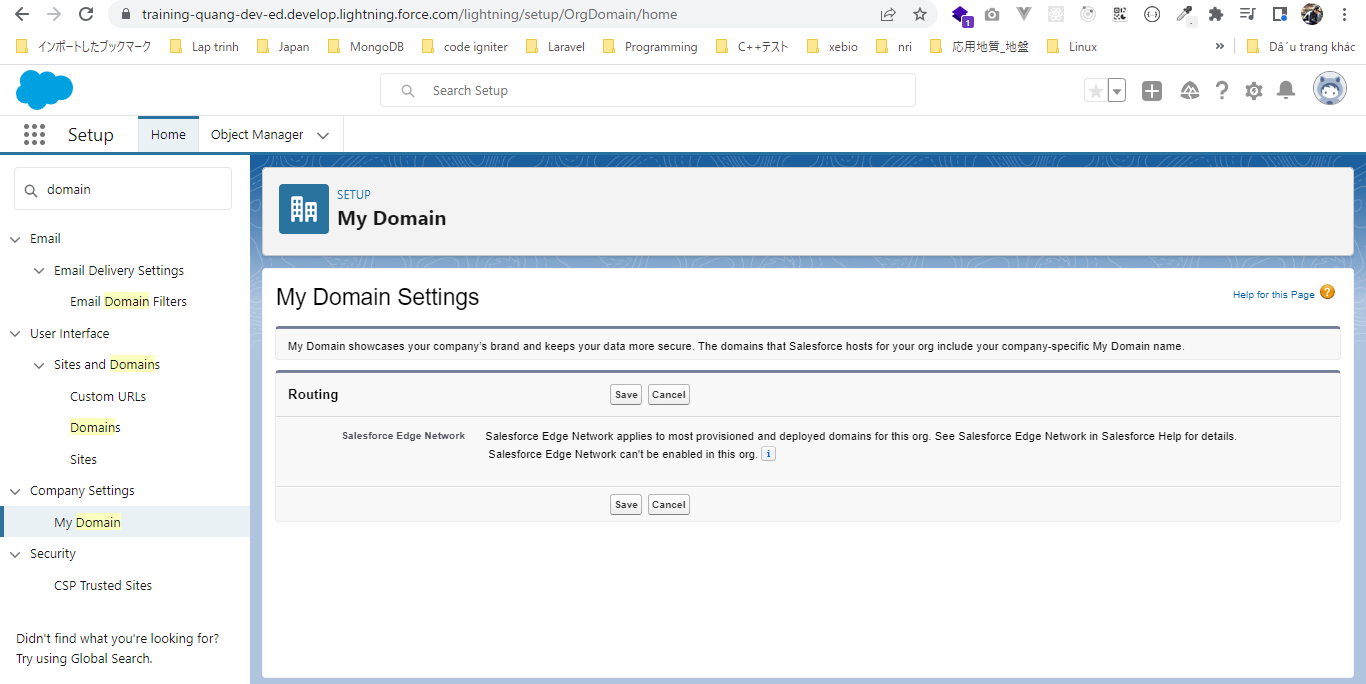 training-quang-dev-ed.develop.lightning.force.com/lightning/setup/OrgDomain/home
1
インポートしたブックマーク Lap trinh Japan MongoDB code igniter Laravel Programming C++テスト xebio nri 応用地質_地盤 Linux » Dấu trang khác
Search Setup
Setup Home Object Manager
domain
Email
Email Delivery Settings
Email Domain Filters
User Interface
Sites and Domains
Custom URLs
Domains
Sites
Company Settings
My Domain
Security
CSP Trusted Sites
Didn't find what you're looking for?
Try using Global Search.
SETUP
My Domain
My Domain Settings
Help for this Page ?
My Domain showcases your company's brand and keeps your data more secure. The domains that Salesforce hosts for your org include your company-specific My Domain name.
Routing Save Cancel
Salesforce Edge Network Salesforce Edge Network applies to most provisioned and deployed domains for this org. See Salesforce Edge Network in Salesforce Help for details.
Salesforce Edge Network can't be enabled in this org. i
Save Cancel